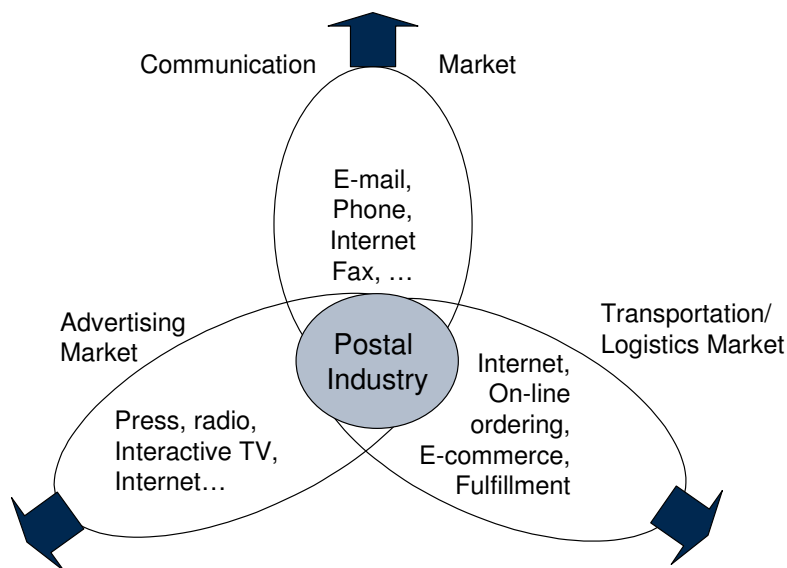 Communication Market
E-mail,
Phone,
Internet
Fax, …
Advertising
Market
Transportation/
Logistics Market
Postal
Industry
Press, radio,
Interactive TV,
Internet…
Internet,
On-line
ordering,
E-commerce,
Fulfillment